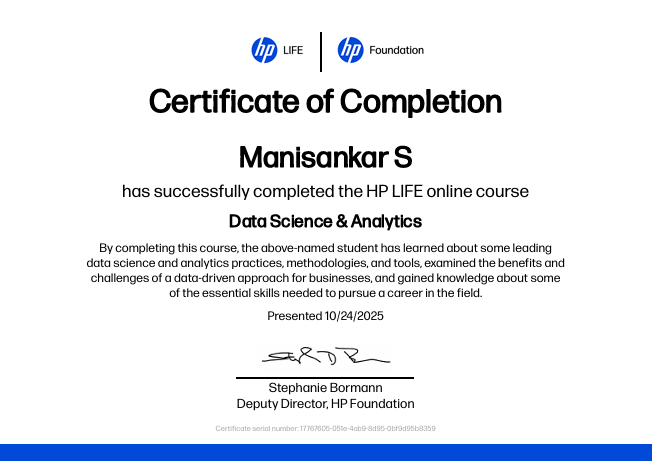 hp LIFE
hp Foundation
Certificate of Completion
Manisankar S
has successfully completed the HP LIFE online course
Data Science & Analytics
By completing this course, the above-named student has learned about some leading
data science and analytics practices, methodologies, and tools, examined the benefits and
challenges of a data-driven approach for businesses, and gained knowledge about some
of the essential skills needed to pursue a career in the field.
Presented 10/24/2025
Stephanie Bormann
Deputy Director, HP Foundation
Certificate serial number: 17767605-051e-4ab9-8d95-0bf9d95b8359